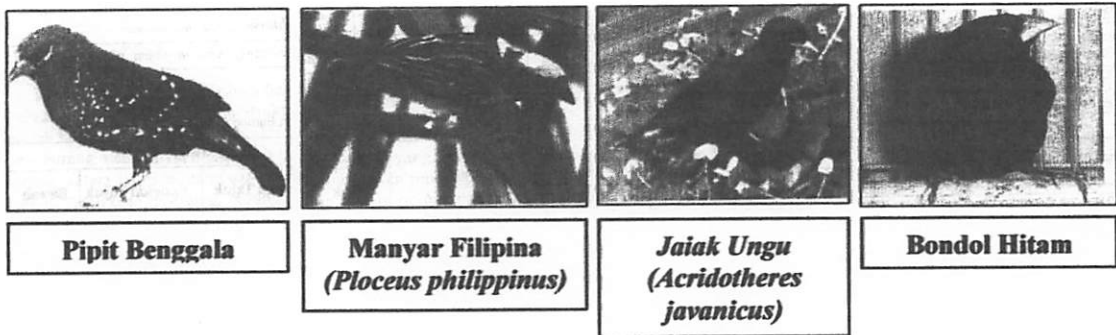 Pipit Benggala
Manyar Filipina
(Ploceus philippinus)
Jaiak Ungu
(Acridotheres
javanicus)
Bondol Hitam